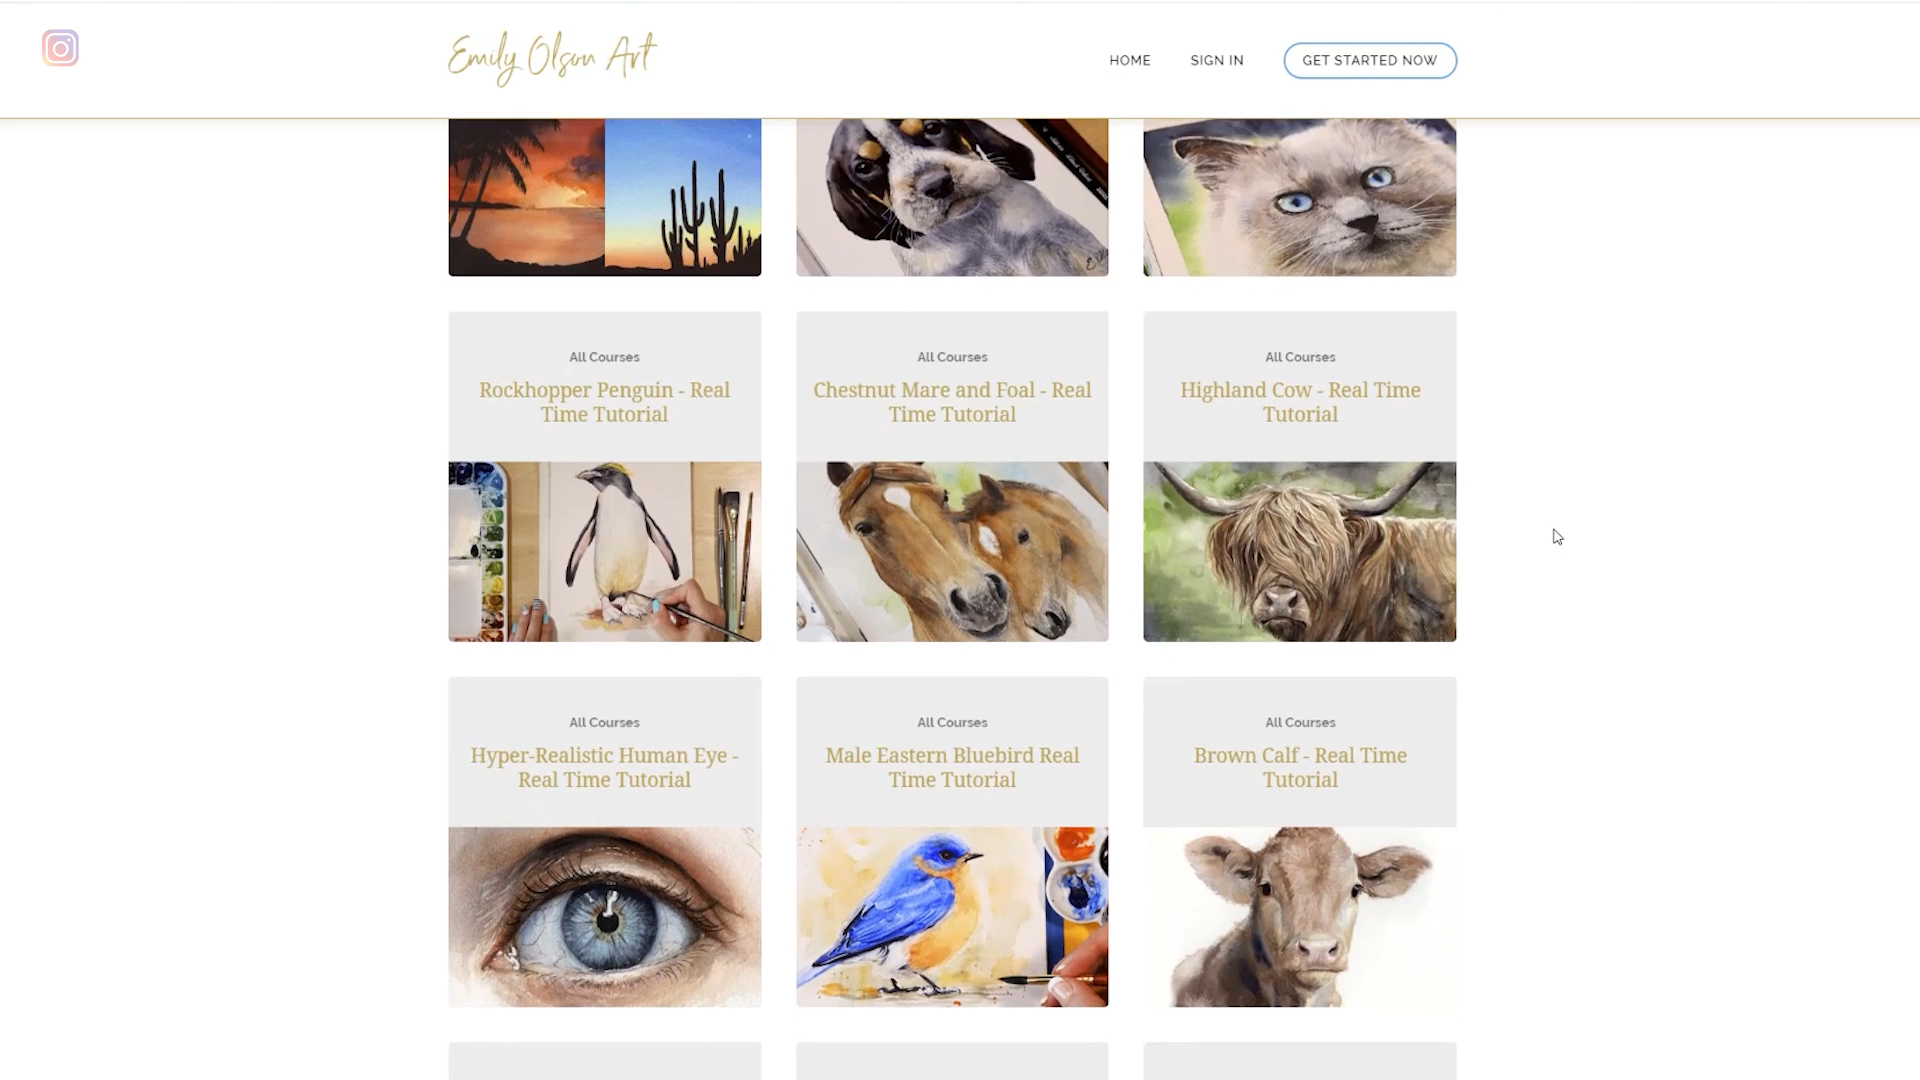 Emily Olson Art
HOME
SIGN IN
GET STARTED NOW
All Courses
Rockhopper Penguin - Real
Time Tutorial
All Courses
Chestnut Mare and Foal - Real
Time Tutorial
All Courses
Highland Cow - Real Time
Tutorial
All Courses
Hyper-Realistic Human Eye -
Real Time Tutorial
All Courses
Male Eastern Bluebird Real
Time Tutorial
All Courses
Brown Calf - Real Time
Tutorial